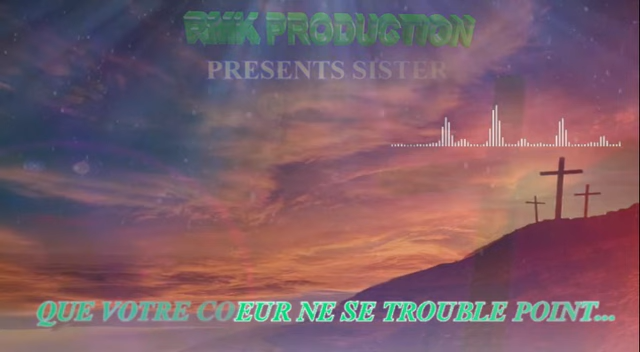 RMK PRODUCTION
PRESENTS SISTER
QUE VOTRE COEUR NE SE TROUBLE POINT...